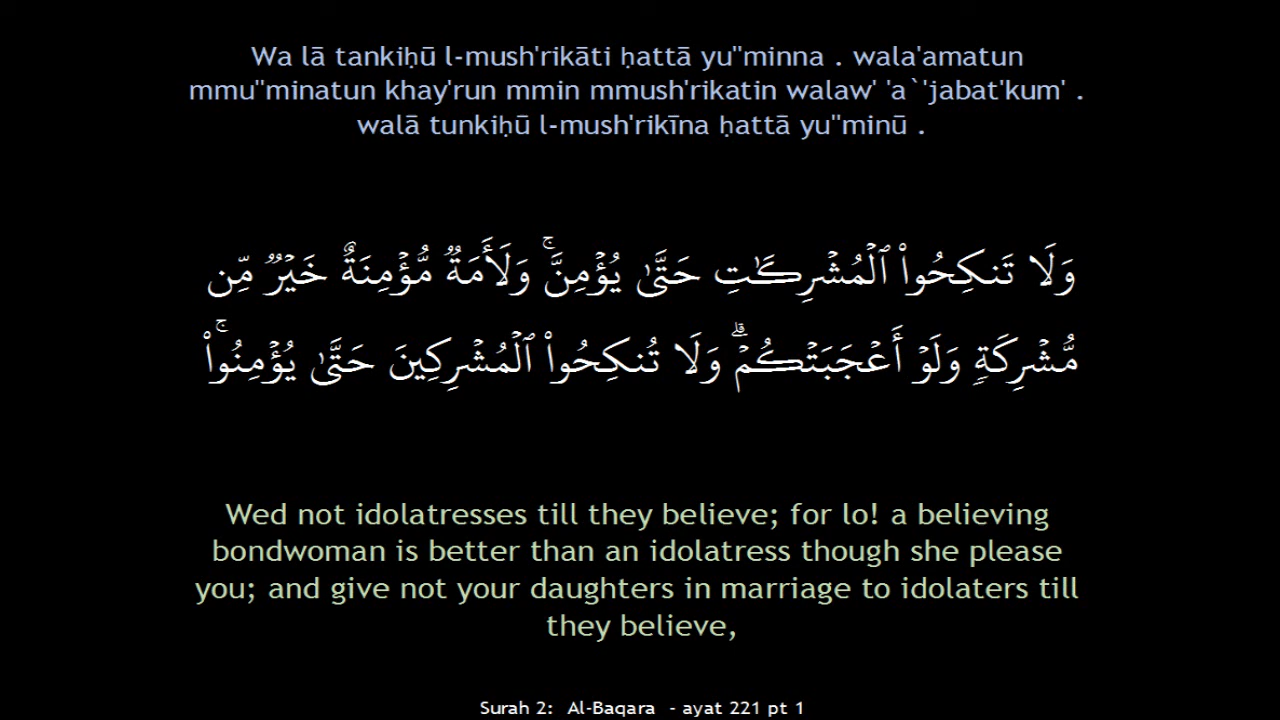 Wa lā tankiḥū l-mush'rikāti ḥattā yu"minna . wala'amatun
mmu"minatun khay'run mmin mmush'rikatin walaw' 'a`'jabat'kum' .
walā tunkiḥū l-mush'rikīna ḥattā yu"minū .
وَلَا تَنكِحُوا۟ ٱلْمُشْرِكَـٰتِ حَتَّىٰ يُؤْمِنَّ ۚ وَلَأَمَةٌ مُّؤْمِنَةٌ خَيْرٌ مِّن
مُّشْرِكَةٍ وَلَوْ أَعْجَبَتْكُمْ ۗ وَلَا تُنكِحُوا۟ ٱلْمُشْرِكِينَ حَتَّىٰ يُؤْمِنُوا۟ ۚ
Wed not idolatresses till they believe; for lo! a believing
bondwoman is better than an idolatress though she please
you; and give not your daughters in marriage to idolaters till
they believe,
Surah 2: Al-Baqara - ayat 221 pt 1